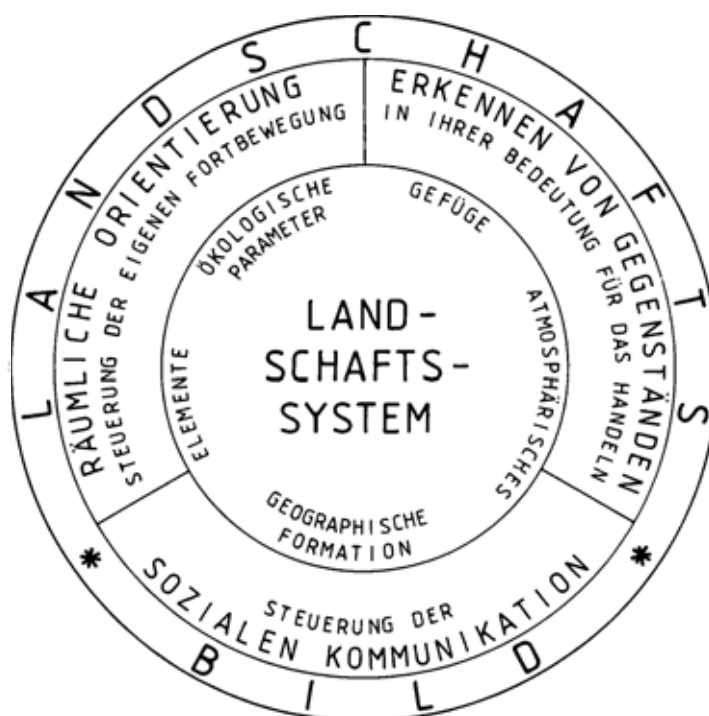 LANDSCHAFTS
* BILD *
RÄUMLICHE ORIENTIERUNG
STEUERUNG DER EIGENEN FORTBEWEGUNG
ERKENNEN VON GEGENSTÄNDEN
IN IHRER BEDEUTUNG FÜR DAS HANDELN
STEUERUNG DER
SOZIALEN KOMMUNIKATION
ÖKOLOGISCHE
PARAMETER
GEFÜGE
ATMOSPHÄRISCHES
GEOGRAPHISCHE
FORMATION
ELEMENTE
LAND-
SCHAFTS-
SYSTEM